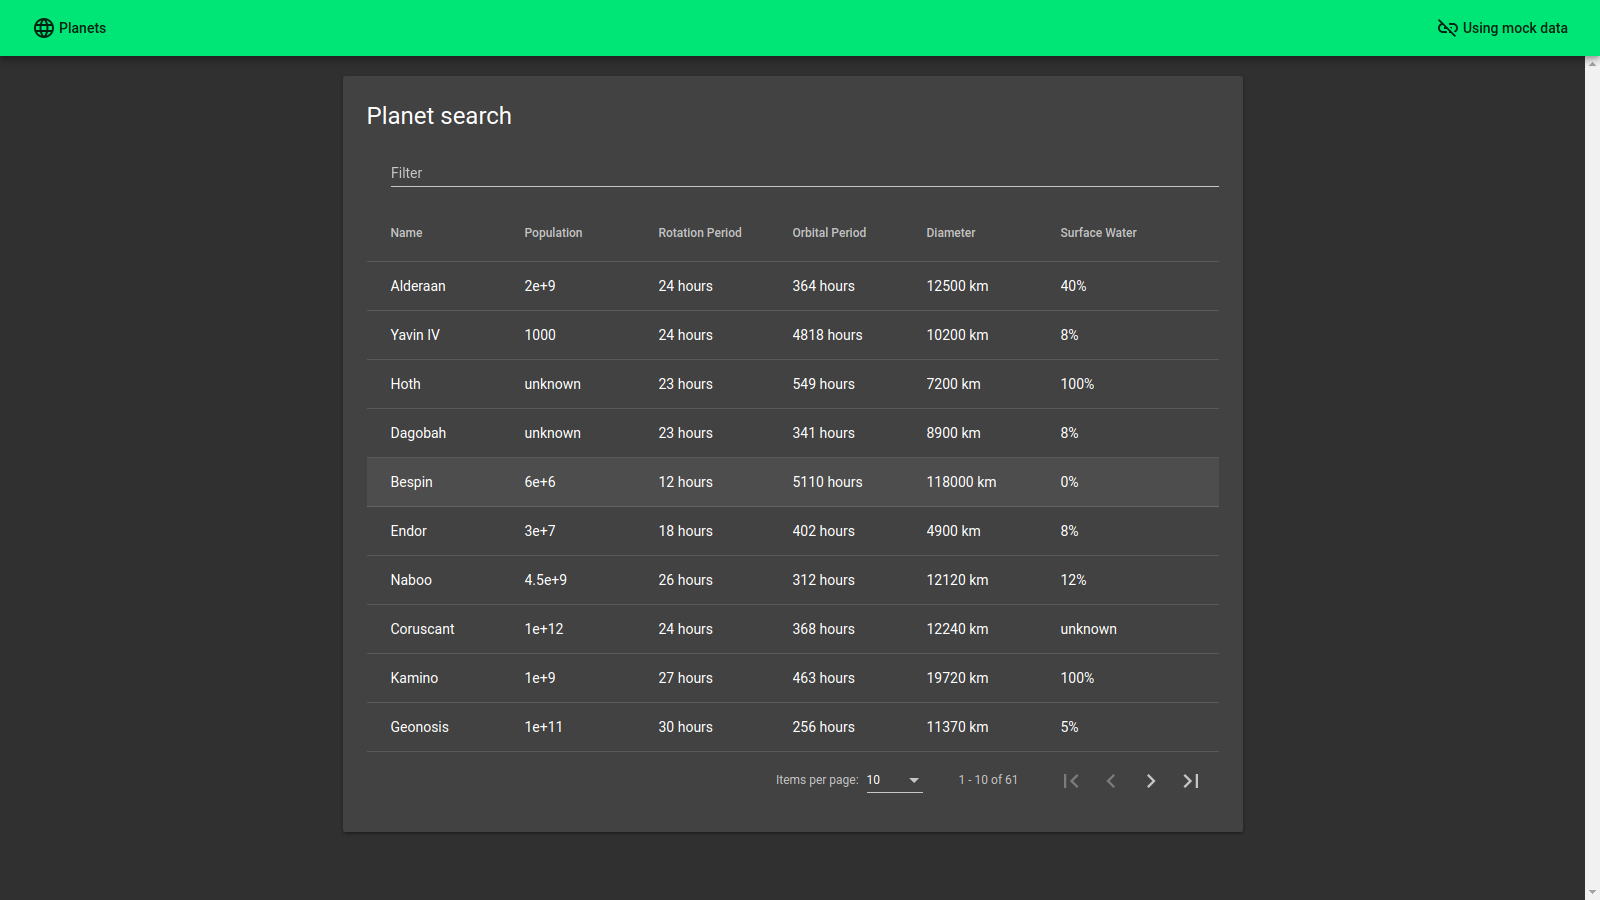 Planets Using mock data
Planet search
Filter
Name Population Rotation Period Orbital Period Diameter Surface Water
Alderaan 2e+9 24 hours 364 hours 12500 km 40%
Yavin IV 1000 24 hours 4818 hours 10200 km 8%
Hoth unknown 23 hours 549 hours 7200 km 100%
Dagobah unknown 23 hours 341 hours 8900 km 8%
Bespin 6e+6 12 hours 5110 hours 118000 km 0%
Endor 3e+7 18 hours 402 hours 4900 km 8%
Naboo 4.5e+9 26 hours 312 hours 12120 km 12%
Coruscant 1e+12 24 hours 368 hours 12240 km unknown
Kamino 1e+9 27 hours 463 hours 19720 km 100%
Geonosis 1e+11 30 hours 256 hours 11370 km 5%
Items per page: 10 1 - 10 of 61